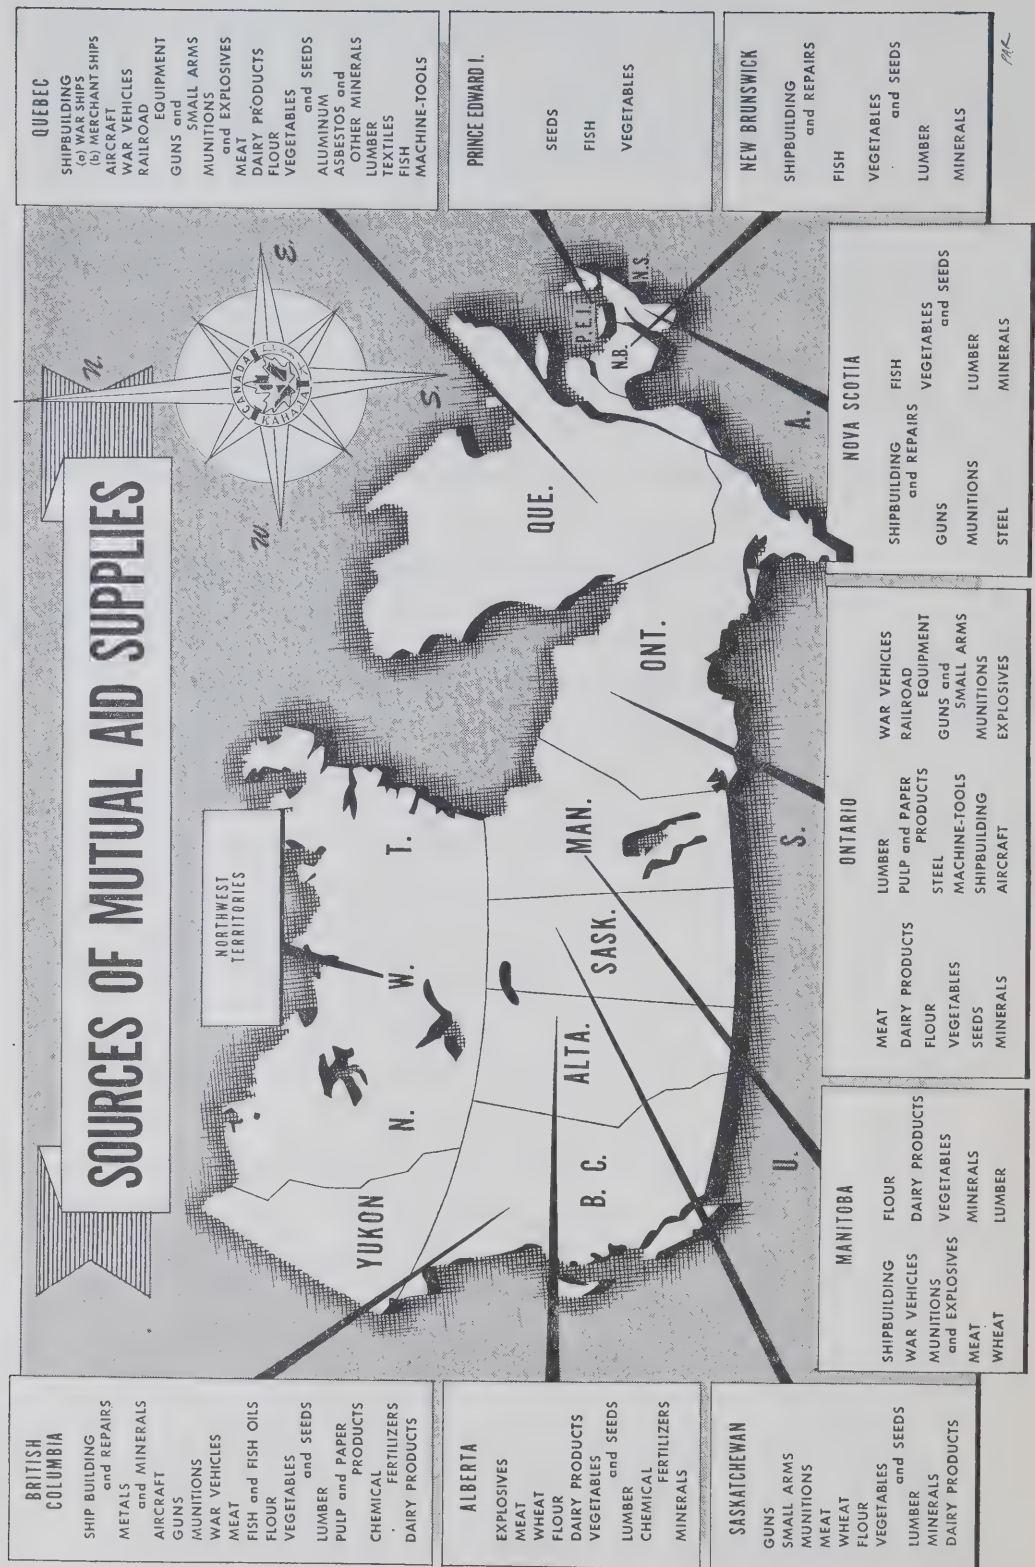 SOURCES OF MUTUAL AID SUPPLIES
N.
E.
S.
W.
CANADA
KANATA
NORTHWEST
TERRITORIES
YUKON
N. W. T.
B. C.
ALTA.
SASK.
MAN.
ONT.
QUE.
P.E.I.
N.B.
N.S.
U. S. A.
BRITISH
COLUMBIA
SHIP BUILDING
and REPAIRS
METALS
and MINERALS
AIRCRAFT
GUNS
MUNITIONS
WAR VEHICLES
MEAT
FISH and FISH OILS
FLOUR
VEGETABLES
and SEEDS
LUMBER
PULP and PAPER
PRODUCTS
CHEMICAL
FERTILIZERS
DAIRY PRODUCTS
ALBERTA
EXPLOSIVES
MEAT
WHEAT
FLOUR
DAIRY PRODUCTS
VEGETABLES
and SEEDS
LUMBER
CHEMICAL
FERTILIZERS
MINERALS
SASKATCHEWAN
GUNS
SMALL ARMS
MUNITIONS
MEAT
WHEAT
FLOUR
VEGETABLES
and SEEDS
LUMBER
MINERALS
DAIRY PRODUCTS
MANITOBA
SHIPBUILDING
WAR VEHICLES
MUNITIONS
and EXPLOSIVES
MEAT
WHEAT
FLOUR
DAIRY PRODUCTS
VEGETABLES
MINERALS
LUMBER
ONTARIO
MEAT
DAIRY PRODUCTS
FLOUR
VEGETABLES
SEEDS
MINERALS
LUMBER
PULP and PAPER
PRODUCTS
STEEL
MACHINE-TOOLS
SHIPBUILDING
AIRCRAFT
WAR VEHICLES
RAILROAD
EQUIPMENT
GUNS and
SMALL ARMS
MUNITIONS
EXPLOSIVES
NOVA SCOTIA
SHIPBUILDING
and REPAIRS
GUNS
MUNITIONS
STEEL
FISH
VEGETABLES
and SEEDS
LUMBER
MINERALS
QUEBEC
SHIPBUILDING
(a) WAR SHIPS
(b) MERCHANT SHIPS
AIRCRAFT
WAR VEHICLES
RAILROAD
EQUIPMENT
GUNS and
SMALL ARMS
MUNITIONS
and EXPLOSIVES
MEAT
DAIRY PRODUCTS
FLOUR
VEGETABLES
and SEEDS
ALUMINUM
ASBESTOS and
OTHER MINERALS
LUMBER
TEXTILES
FISH
MACHINE-TOOLS
PRINCE EDWARD I.
SEEDS
FISH
VEGETABLES
NEW BRUNSWICK
SHIPBUILDING
and REPAIRS
FISH
VEGETABLES
and SEEDS
LUMBER
MINERALS